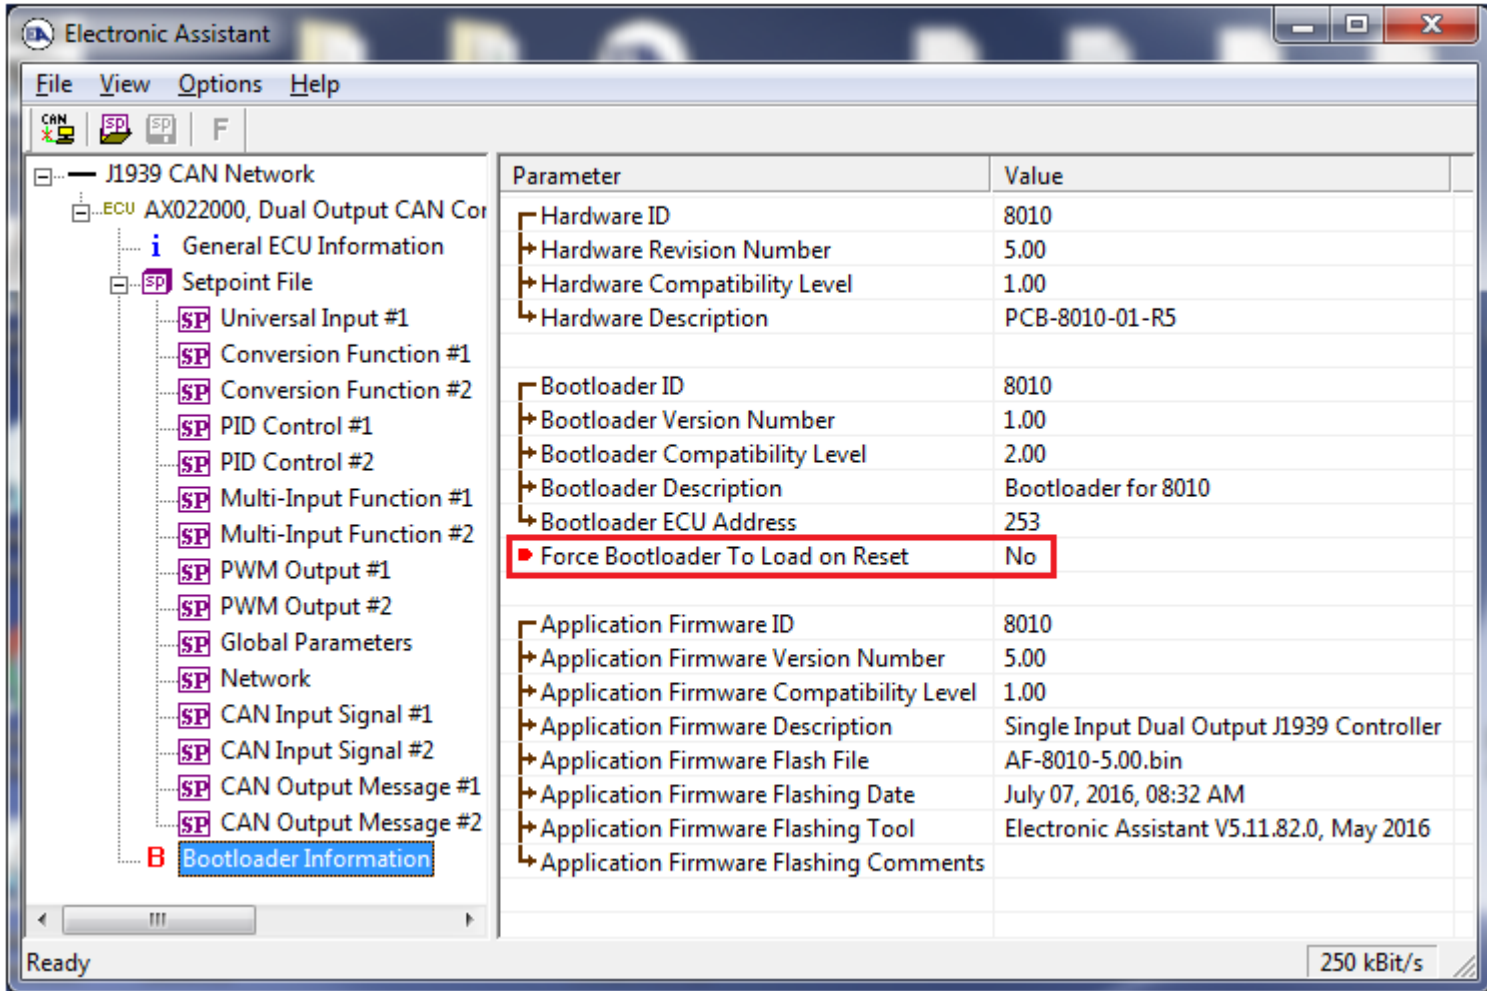 Electronic Assistant
File View Options Help
CAN SP SP F
J1939 CAN Network
ECU AX022000, Dual Output CAN Cor
i General ECU Information
SP Setpoint File
SP Universal Input #1
SP Conversion Function #1
SP Conversion Function #2
SP PID Control #1
SP PID Control #2
SP Multi-Input Function #1
SP Multi-Input Function #2
SP PWM Output #1
SP PWM Output #2
SP Global Parameters
SP Network
SP CAN Input Signal #1
SP CAN Input Signal #2
SP CAN Output Message #1
SP CAN Output Message #2
B Bootloader Information
Parameter Value
Hardware ID 8010
Hardware Revision Number 5.00
Hardware Compatibility Level 1.00
Hardware Description PCB-8010-01-R5
Bootloader ID 8010
Bootloader Version Number 1.00
Bootloader Compatibility Level 2.00
Bootloader Description Bootloader for 8010
Bootloader ECU Address 253
Force Bootloader To Load on Reset No
Application Firmware ID 8010
Application Firmware Version Number 5.00
Application Firmware Compatibility Level 1.00
Application Firmware Description Single Input Dual Output J1939 Controller
Application Firmware Flash File AF-8010-5.00.bin
Application Firmware Flashing Date July 07, 2016, 08:32 AM
Application Firmware Flashing Tool Electronic Assistant V5.11.82.0, May 2016
Application Firmware Flashing Comments
Ready 250 kBit/s